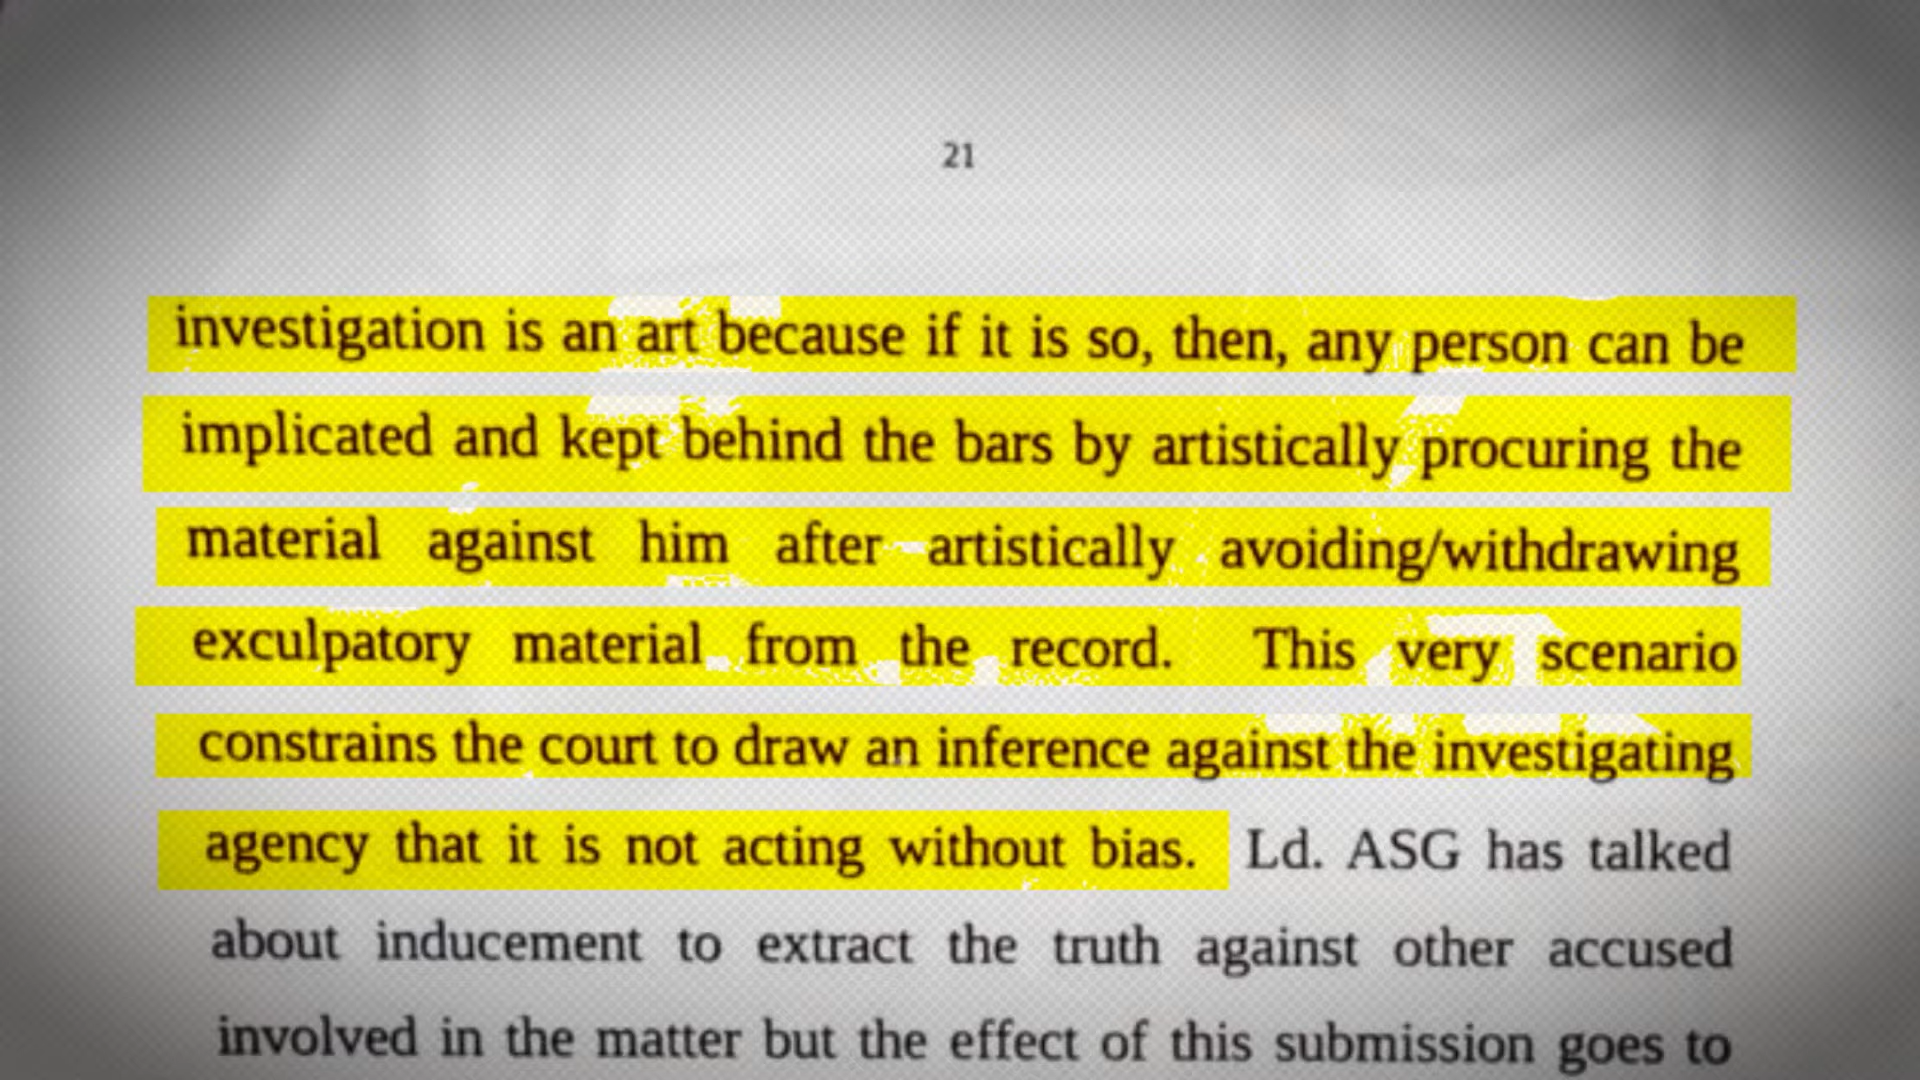 21
investigation is an art because if it is so, then, any person can be
implicated and kept behind the bars by artistically procuring the
material against him after artistically avoiding/withdrawing
exculpatory material from the record. This very scenario
constrains the court to draw an inference against the investigating
agency that it is not acting without bias. Ld. ASG has talked
about inducement to extract the truth against other accused
involved in the matter but the effect of this submission goes to